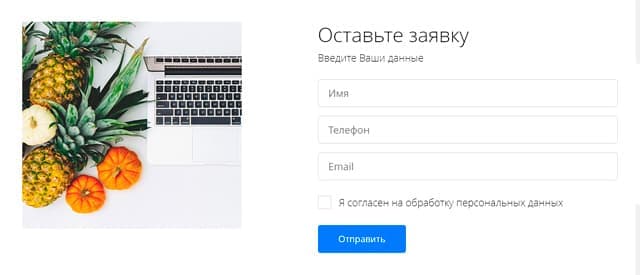 Оставьте заявку
Введите Ваши данные
Имя
Телефон
Email
Я согласен на обработку персональных данных
Отправить